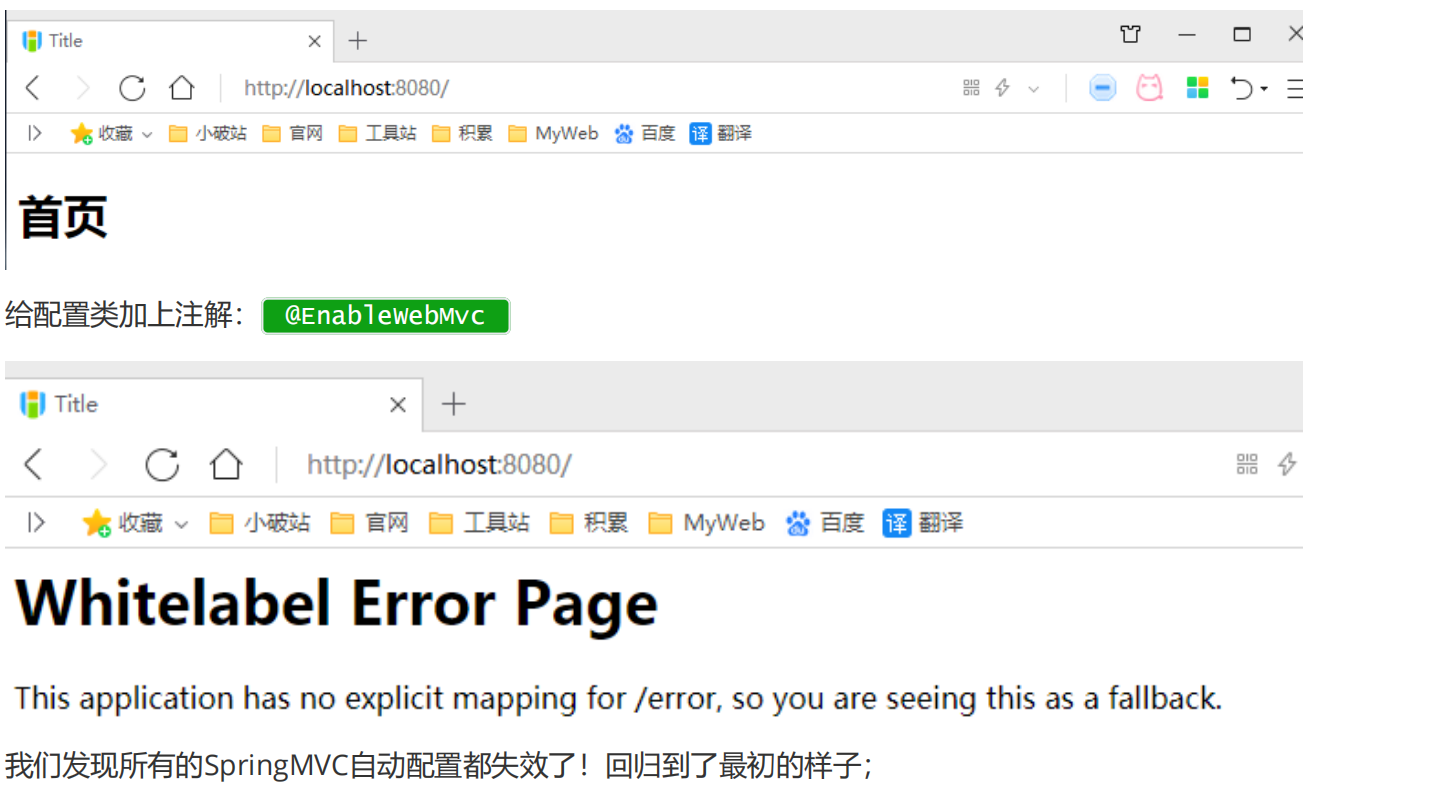 Title
http://localhost:8080/
收藏 小破站 官网 工具站 积累 MyWeb 百度 译 翻译
首页
给配置类加上注解：@EnableWebMvc
Title
http://localhost:8080/
收藏 小破站 官网 工具站 积累 MyWeb 百度 译 翻译
Whitelabel Error Page
This application has no explicit mapping for /error, so you are seeing this as a fallback.
我们发现所有的SpringMVC自动配置都失效了！回归到了最初的样子；